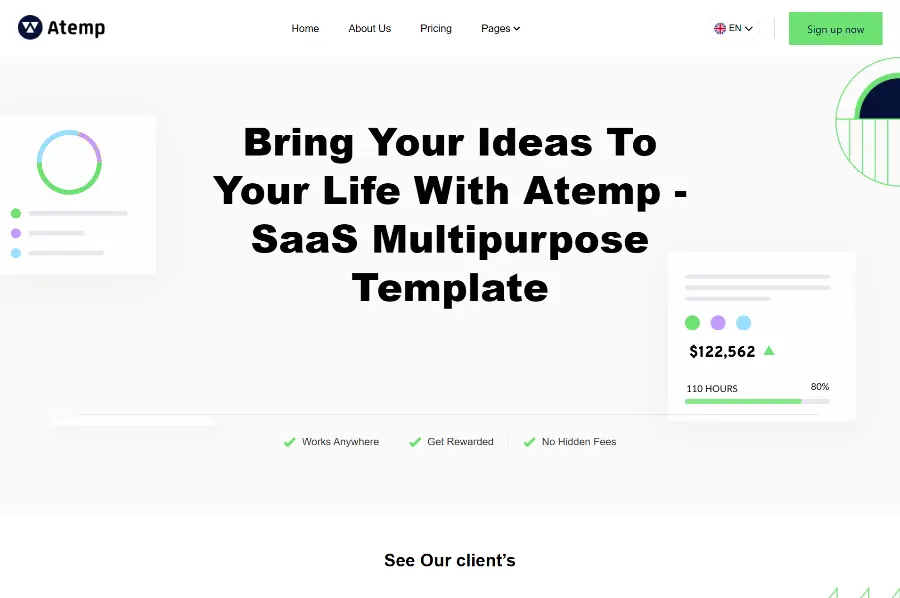 Atemp
Home
About Us
Pricing
Pages
EN
Sign up now
Bring Your Ideas To
Your Life With Atemp -
SaaS Multipurpose
Template
$122,562
110 HOURS
80%
Works Anywhere
Get Rewarded
No Hidden Fees
See Our client’s